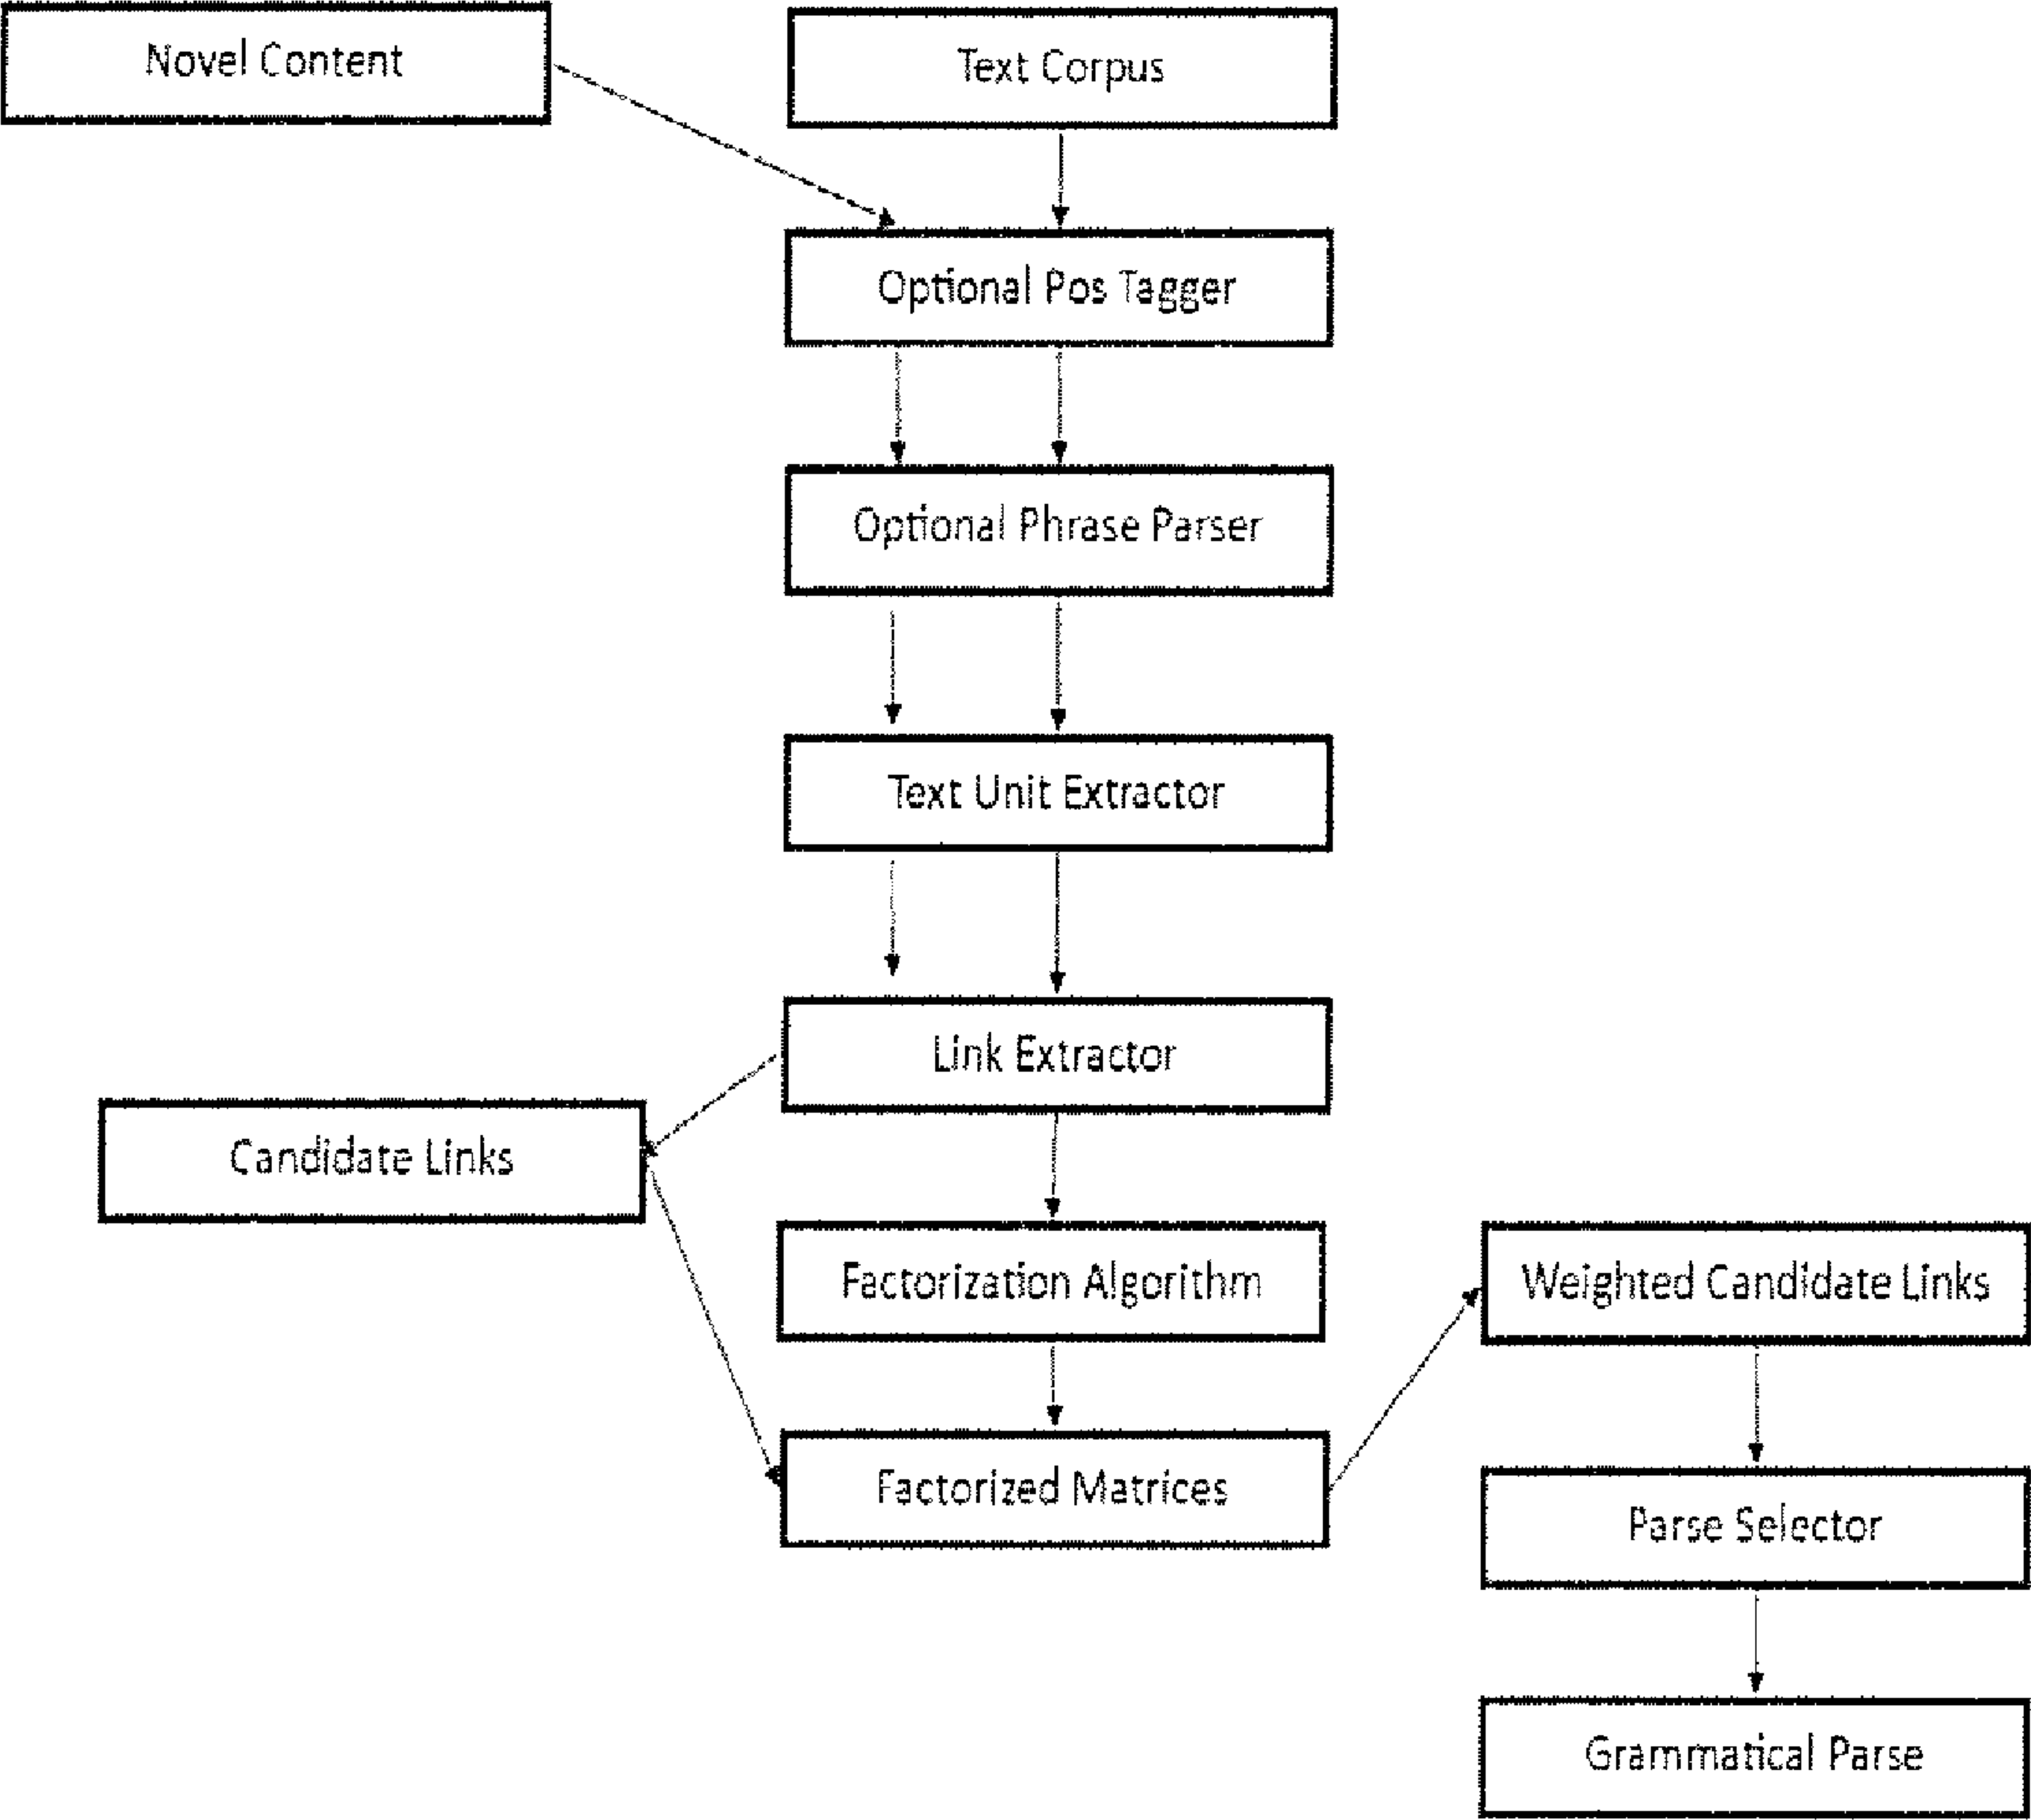 Novel Content
Text Corpus
Optional Pos Tagger
Optional Phrase Parser
Text Unit Extractor
Link Extractor
Candidate Links
Factorization Algorithm
Weighted Candidate Links
Factorized Matrices
Parse Selector
Grammatical Parse